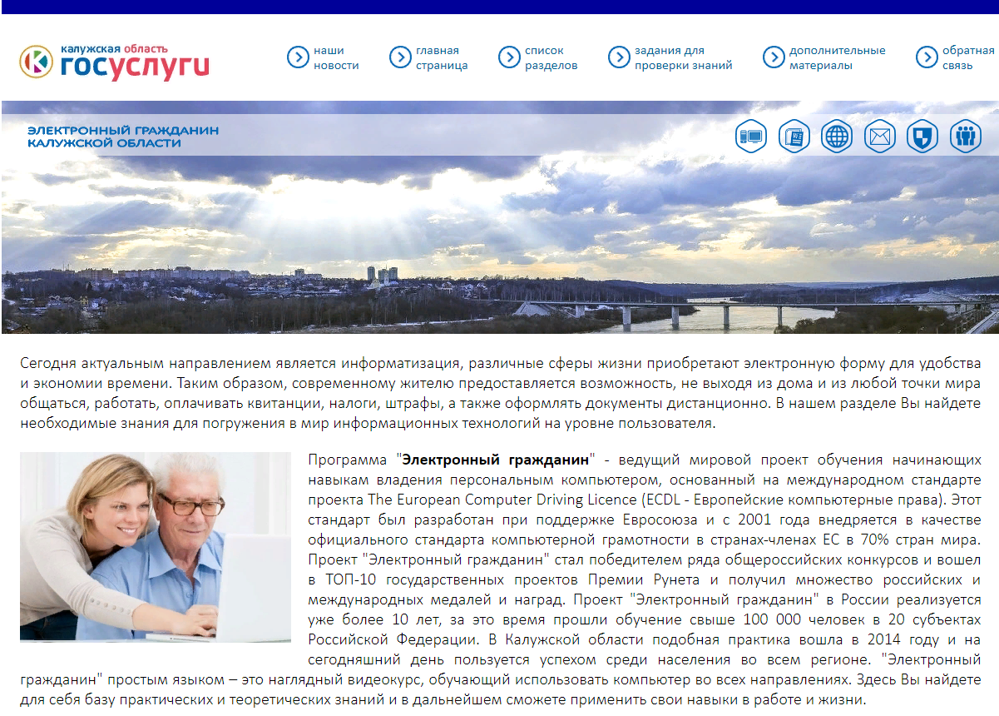 калужская область
госуслуги
наши
новости
главная
страница
список
разделов
задания для
проверки знаний
дополнительные
материалы
обратная
связь
ЭЛЕКТРОННЫЙ ГРАЖДАНИН
КАЛУЖСКОЙ ОБЛАСТИ
Сегодня актуальным направлением является информатизация, различные сферы жизни приобретают электронную форму для удобства
и экономии времени. Таким образом, современному жителю предоставляется возможность, не выходя из дома и из любой точки мира
общаться, работать, оплачивать квитанции, налоги, штрафы, а также оформлять документы дистанционно. В нашем разделе Вы найдете
необходимые знания для погружения в мир информационных технологий на уровне пользователя.
Программа "Электронный гражданин" - ведущий мировой проект обучения начинающих
навыкам владения персональным компьютером, основанный на международном стандарте
проекта The European Computer Driving Licence (ECDL - Европейские компьютерные права). Этот
стандарт был разработан при поддержке Евросоюза и с 2001 года внедряется в качестве
официального стандарта компьютерной грамотности в странах-членах ЕС в 70% стран мира.
Проект "Электронный гражданин" стал победителем ряда общероссийских конкурсов и вошел
в ТОП-10 государственных проектов Премии Рунета и получил множество российских и
международных медалей и наград. Проект "Электронный гражданин" в России реализуется
уже более 10 лет, за это время прошли обучение свыше 100 000 человек в 20 субъектах
Российской Федерации. В Калужской области подобная практика вошла в 2014 году и на
сегодняшний день пользуется успехом среди населения во всем регионе. "Электронный
гражданин" простым языком – это наглядный видеокурс, обучающий использовать компьютер во всех направлениях. Здесь Вы найдете
для себя базу практических и теоретических знаний и в дальнейшем сможете применить свои навыки в работе и жизни.